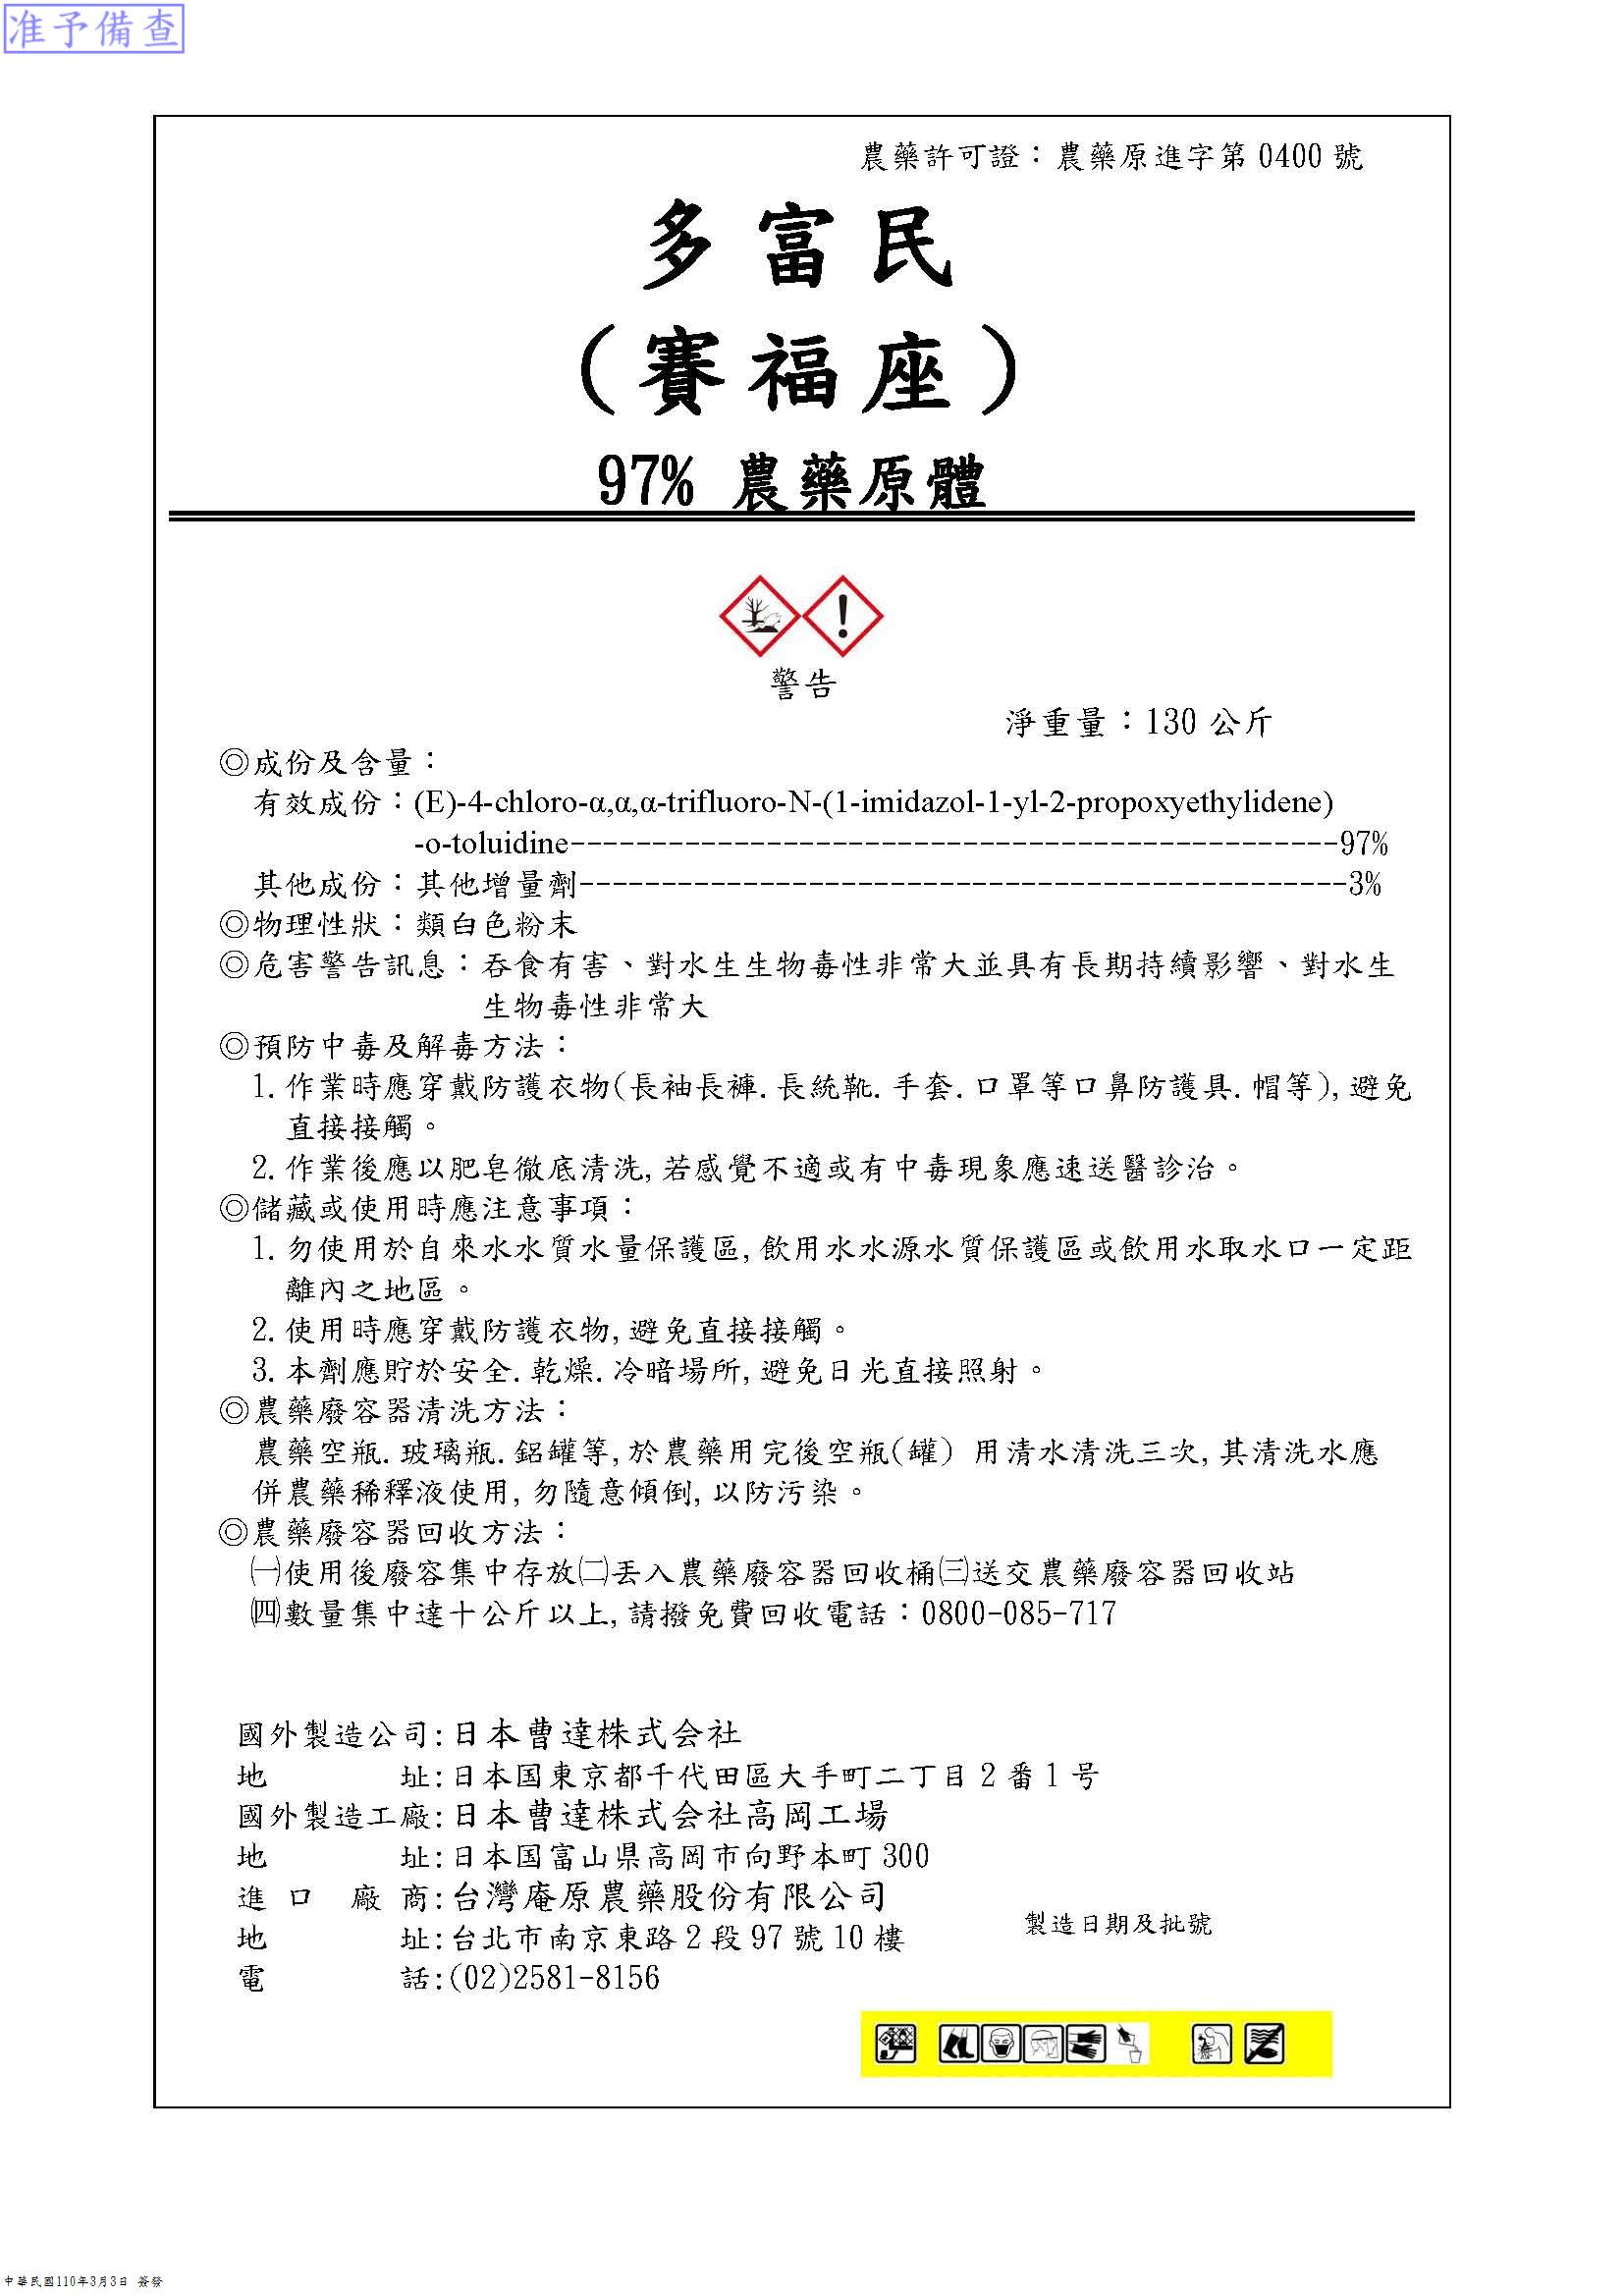 准予備查
農藥許可證：農藥原進字第 0400 號
多富民
（賽福座）
97% 農藥原體
警告
淨重量：130 公斤
◎成份及含量：
有效成份：(E)-4-chloro-α,α,α-trifluoro-N-(1-imidazol-1-yl-2-propoxyethylidene)
-o-toluidine-----------------------------------------------97%
其他成份：其他增量劑-----------------------------------------------3%
◎物理性狀：類白色粉末
◎危害警告訊息：吞食有害、對水生生物毒性非常大並具有長期持續影響、對水生
生物毒性非常大
◎預防中毒及解毒方法：
1.作業時應穿戴防護衣物(長袖長褲.長統靴.手套.口罩等口鼻防護具.帽等),避免
直接接觸。
2.作業後應以肥皂徹底清洗,若感覺不適或有中毒現象應速送醫診治。
◎儲藏或使用時應注意事項：
1.勿使用於自來水水質水量保護區,飲用水水源水質保護區或飲用水取水口一定距
離內之地區。
2.使用時應穿戴防護衣物,避免直接接觸。
3.本劑應貯於安全.乾燥.冷暗場所,避免日光直接照射。
◎農藥廢容器清洗方法：
農藥空瓶.玻璃瓶.鋁罐等,於農藥用完後空瓶(罐) 用清水清洗三次,其清洗水應
併農藥稀釋液使用,勿隨意傾倒,以防污染。
◎農藥廢容器回收方法：
㈠使用後廢容集中存放㈡丟入農藥廢容器回收桶㈢送交農藥廢容器回收站
㈣數量集中達十公斤以上,請撥免費回收電話：0800-085-717
國外製造公司:日本曹達株式会社
地 址:日本国東京都千代田區大手町二丁目 2 番 1 号
國外製造工廠:日本曹達株式会社高岡工場
地 址:日本国富山県高岡市向野本町 300
進 口 廠 商:台灣庵原農藥股份有限公司
地 址:台北市南京東路 2 段 97 號 10 樓
製造日期及批號
電 話:(02)2581-8156
中華民國110年3月3日 簽發